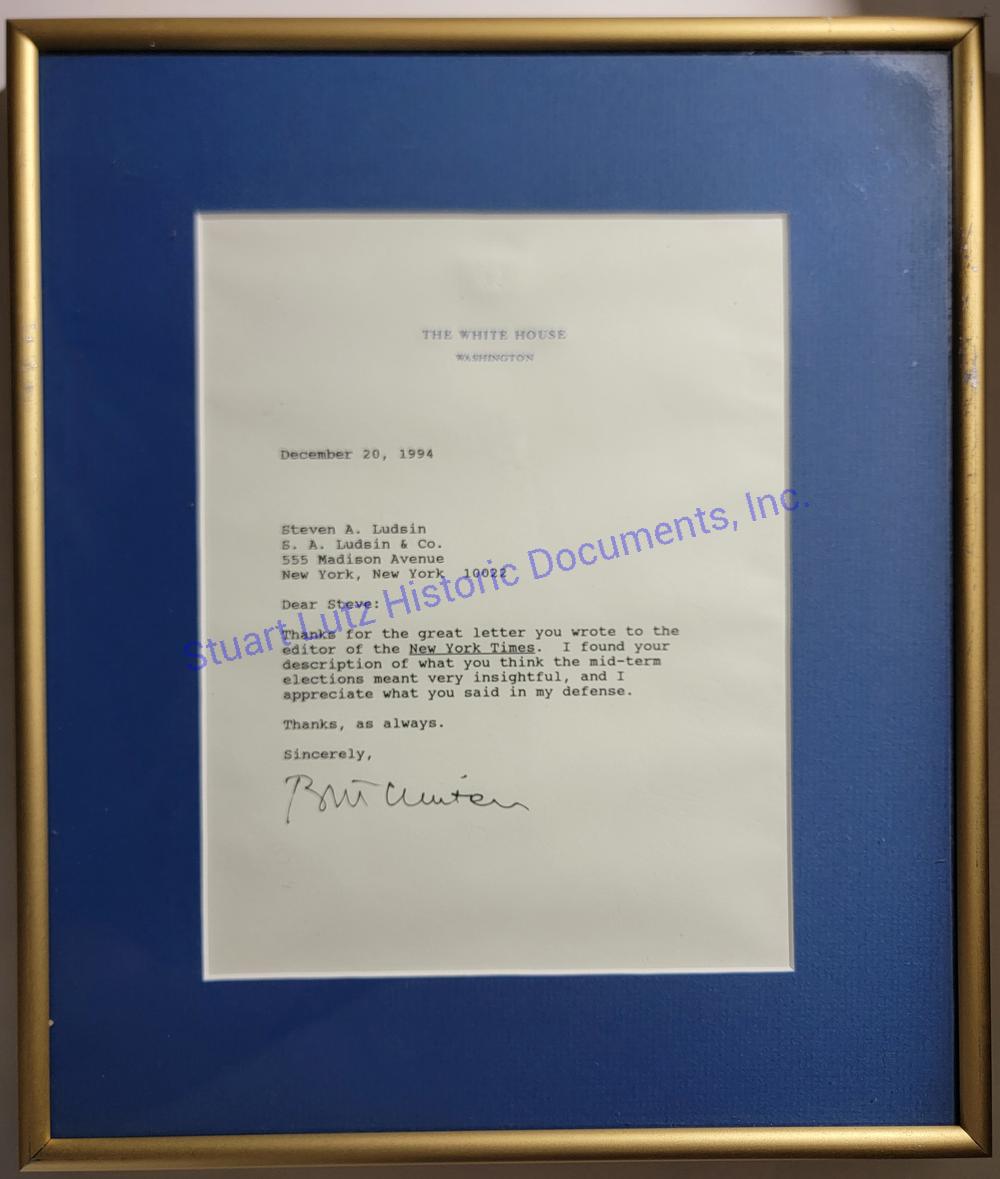 THE WHITE HOUSE
WASHINGTON
December 20, 1994
Steven A. Ludsin
S. A. Ludsin & Co.
555 Madison Avenue
New York, New York  10022
Dear Steve:
Thanks for the great letter you wrote to the
editor of the New York Times.  I found your
description of what you think the mid-term
elections meant very insightful, and I
appreciate what you said in my defense.
Thanks, as always.
Sincerely,
Bill Clinton
Stuart Lutz Historic Documents, Inc.